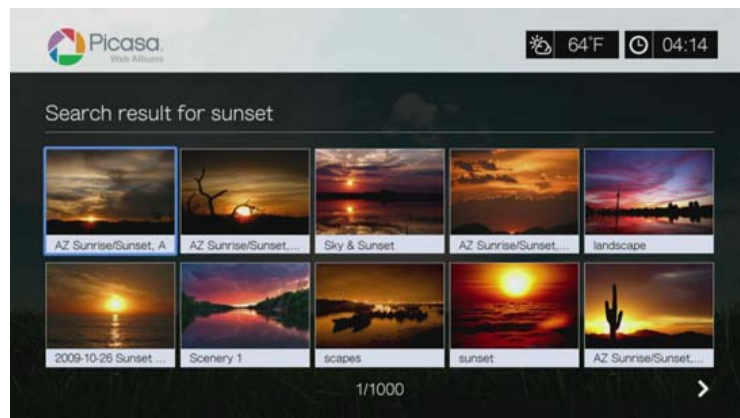 Picasa.
Web Albums
64°F 04:14
Search result for sunset
AZ Sunrise/Sunset, A
AZ Sunrise/Sunset,...
Sky & Sunset
AZ Sunrise/Sunset,...
landscape
2009-10-26 Sunset ...
Scenery 1
scapes
sunset
AZ Sunrise/Sunset,...
1/1000